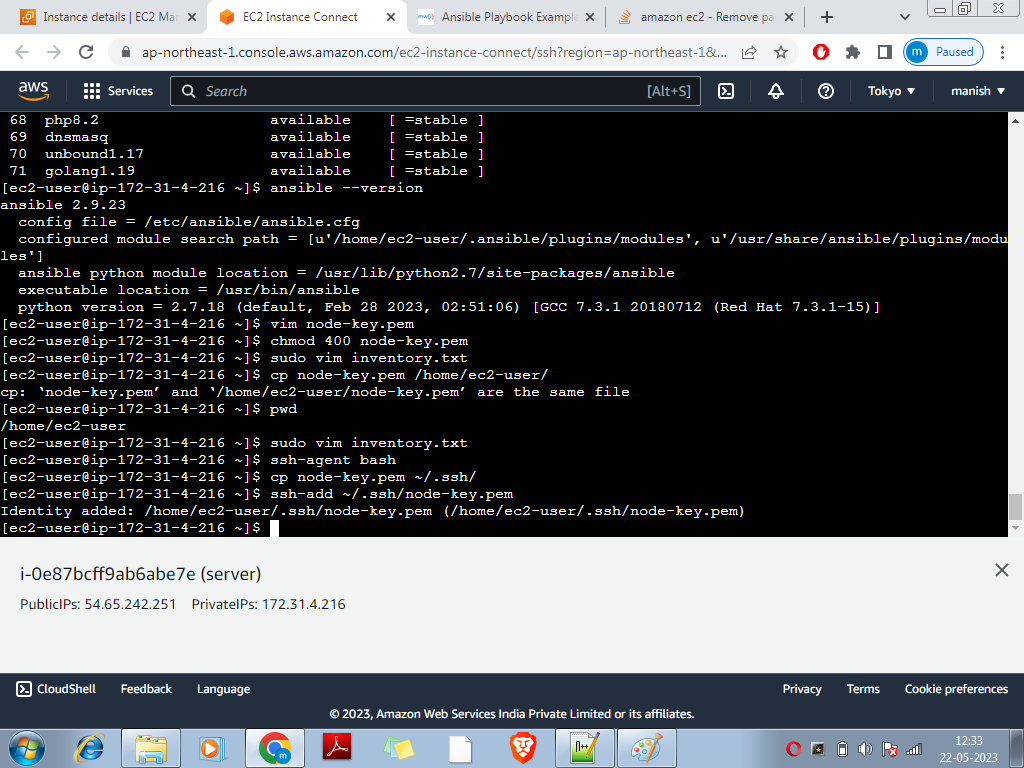 Instance details | EC2 Ma
EC2 Instance Connect
Ansible Playbook Example
amazon ec2 - Remove pa
ap-northeast-1.console.aws.amazon.com/ec2-instance-connect/ssh?region=ap-northeast-1&...
m Paused
aws
Services
Search
[Alt+S]
Tokyo ▼
manish ▼
68 php8.2 available [ =stable ]
69 dnsmasq available [ =stable ]
70 unbound1.17 available [ =stable ]
71 golang1.19 available [ =stable ]
[ec2-user@ip-172-31-4-216 ~]$ ansible --version
ansible 2.9.23
config file = /etc/ansible/ansible.cfg
configured module search path = [u'/home/ec2-user/.ansible/plugins/modules', u'/usr/share/ansible/plugins/modu
les']
ansible python module location = /usr/lib/python2.7/site-packages/ansible
executable location = /usr/bin/ansible
python version = 2.7.18 (default, Feb 28 2023, 02:51:06) [GCC 7.3.1 20180712 (Red Hat 7.3.1-15)]
[ec2-user@ip-172-31-4-216 ~]$ vim node-key.pem
[ec2-user@ip-172-31-4-216 ~]$ chmod 400 node-key.pem
[ec2-user@ip-172-31-4-216 ~]$ sudo vim inventory.txt
[ec2-user@ip-172-31-4-216 ~]$ cp node-key.pem /home/ec2-user/
cp: ‘node-key.pem’ and ‘/home/ec2-user/node-key.pem’ are the same file
[ec2-user@ip-172-31-4-216 ~]$ pwd
/home/ec2-user
[ec2-user@ip-172-31-4-216 ~]$ sudo vim inventory.txt
[ec2-user@ip-172-31-4-216 ~]$ ssh-agent bash
[ec2-user@ip-172-31-4-216 ~]$ cp node-key.pem ~/.ssh/
[ec2-user@ip-172-31-4-216 ~]$ ssh-add ~/.ssh/node-key.pem
Identity added: /home/ec2-user/.ssh/node-key.pem (/home/ec2-user/.ssh/node-key.pem)
[ec2-user@ip-172-31-4-216 ~]$
i-0e87bcff9ab6abe7e (server)
PublicIPs: 54.65.242.251 PrivateIPs: 172.31.4.216
CloudShell Feedback Language Privacy Terms Cookie preferences
© 2023, Amazon Web Services India Private Limited or its affiliates.
12:33
22-05-2023